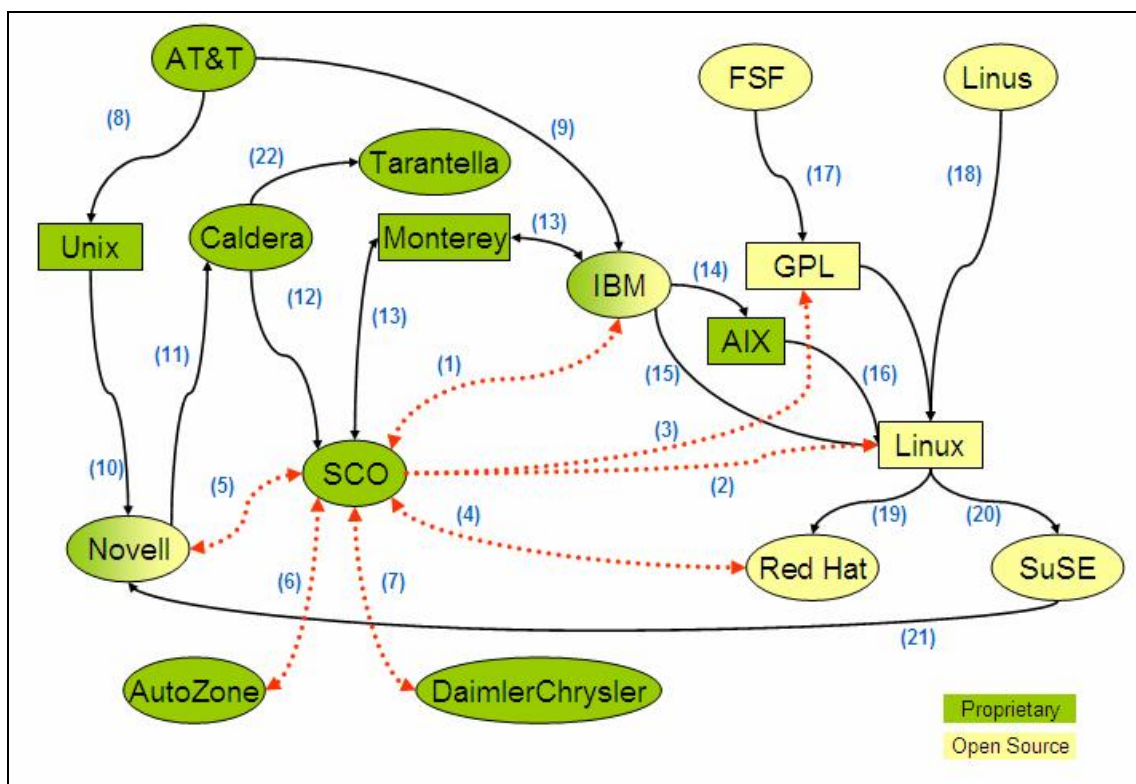 AT&T
FSF
Linus
(8)
(9)
(22)
Tarantella
(17)
(18)
Unix
Caldera
Monterey
(13)
IBM
(14)
GPL
(12)
(13)
AIX
(11)
(1)
(15)
(16)
(3)
Linux
(10)
(5)
SCO
(2)
(4)
(19)
(20)
Novell
(6)
(7)
Red Hat
SuSE
(21)
AutoZone
DaimlerChrysler
Proprietary
Open Source